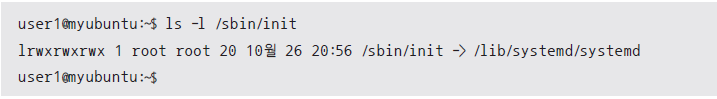 user1@myubuntu:~$ ls -l /sbin/init
lrwxrwxrwx 1 root root 20 10월 26 20:56 /sbin/init -> /lib/systemd/systemd
user1@myubuntu:~$